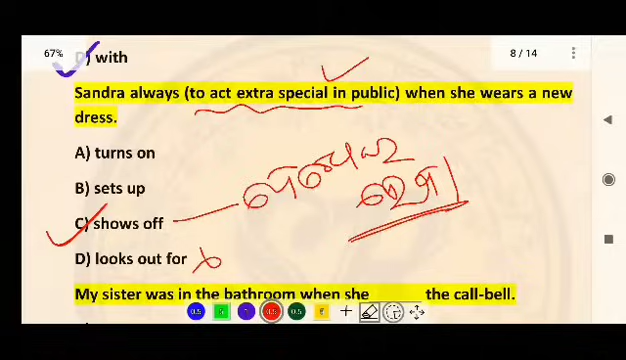 67%
D) with
8 / 14
Sandra always (to act extra special in public) when she wears a new
dress.
A) turns on
B) sets up
C) shows off
D) looks out for
My sister was in the bathroom when she ______ the call-bell.